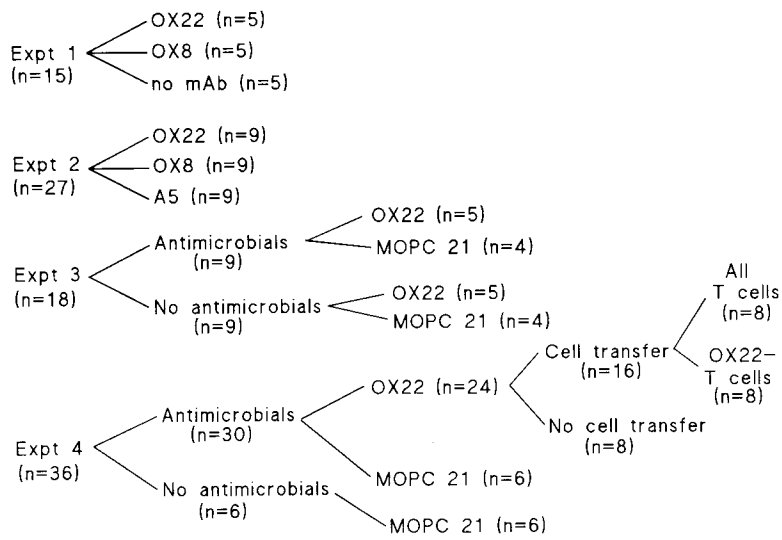 OX22 (n=5)
Expt 1
(n=15)
OX8 (n=5)
no mAb (n=5)
OX22 (n=9)
Expt 2
(n=27)
OX8 (n=9)
A5 (n=9)
Expt 3
(n=18)
Antimicrobials
(n=9)
OX22 (n=5)
MOPC 21 (n=4)
No antimicrobials
(n=9)
OX22 (n=5)
MOPC 21 (n=4)
Expt 4
(n=36)
Antimicrobials
(n=30)
OX22 (n=24)
Cell transfer
(n=16)
All
T cells
(n=8)
OX22–
T cells
(n=8)
No cell transfer
(n=8)
MOPC 21 (n=6)
No antimicrobials
(n=6)
MOPC 21 (n=6)